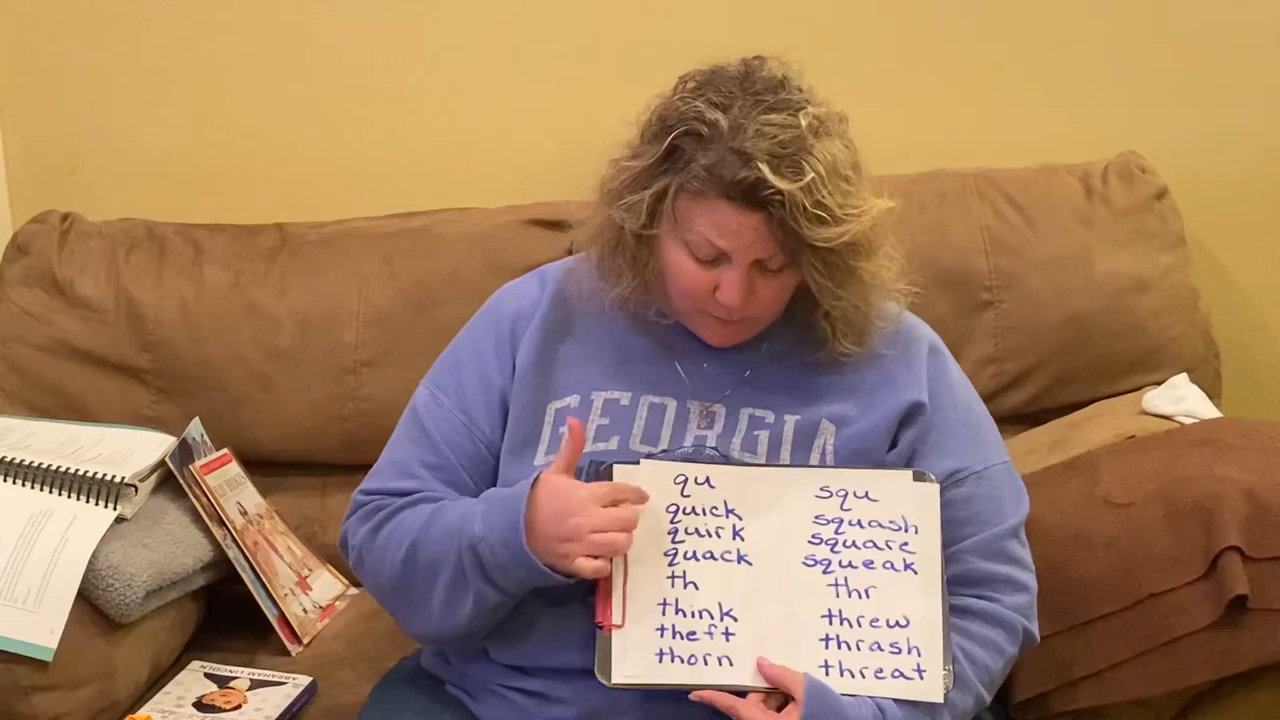 GEORGIA
qu
quick
quirk
quack
th
think
theft
thorn
squ
squash
square
squeak
thr
threw
thrash
threat
ABRAHAM LINCOLN